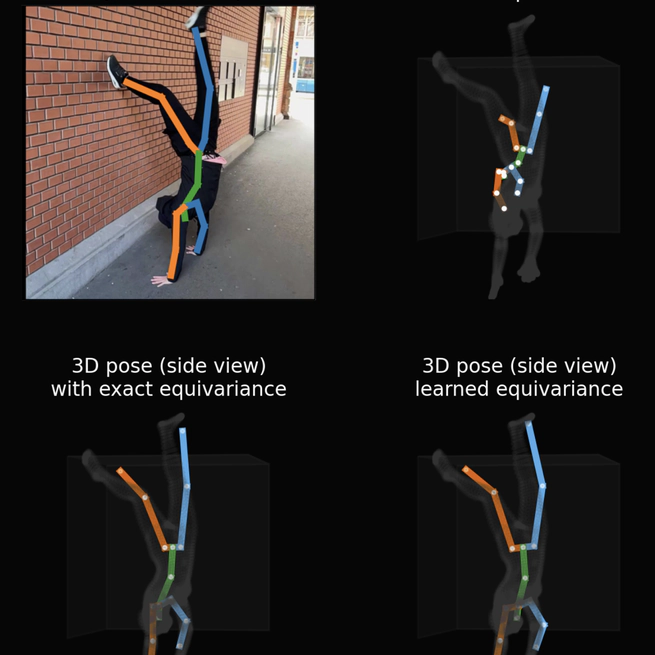 3D pose (side view)
with exact equivariance
3D pose (side view)
learned equivariance